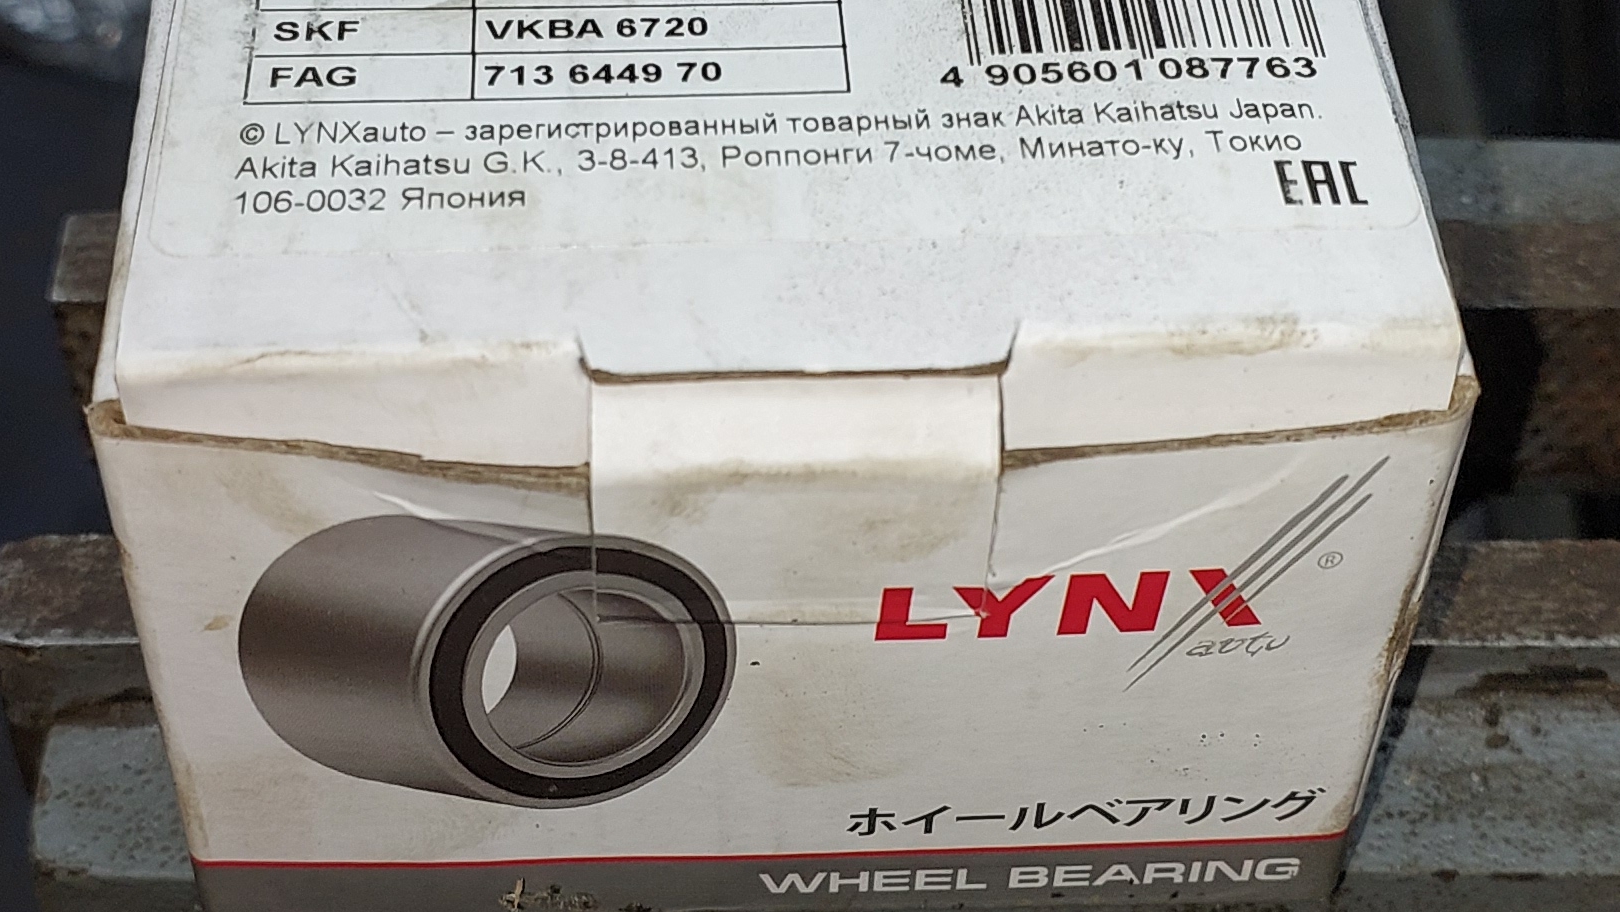 SKF VKBA 6720
FAG 713 6449 70
4 905601 087763
© LYNXauto – зарегистрированный товарный знак Akita Kaihatsu Japan.
Akita Kaihatsu G.K., 3-8-413, Роппонги 7-чоме, Минато-ку, Токио
106-0032 Япония
EAC
LYNX ®
auto
ホイールベアリング
WHEEL BEARING